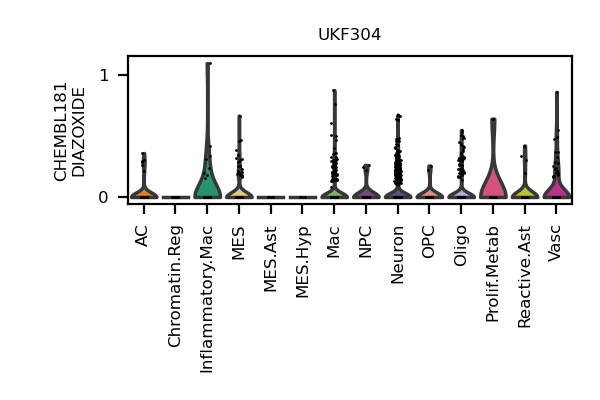 UKF304
CHEMBL181
DIAZOXIDE
1
0
AC
Chromatin.Reg
Inflammatory.Mac
MES
MES.Ast
MES.Hyp
Mac
NPC
Neuron
OPC
Oligo
Prolif.Metab
Reactive.Ast
Vasc